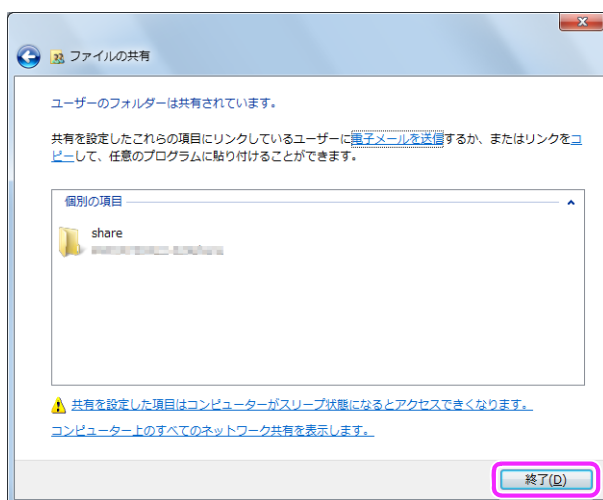 ファイルの共有
ユーザーのフォルダーは共有されています。
共有を設定したこれらの項目にリンクしているユーザーに電子メールを送信するか、またはリンクをコ
ピーして、任意のプログラムに貼り付けることができます。
個別の項目
share
共有を設定した項目はコンピューターがスリープ状態になるとアクセスできくなります。
コンピューター上のすべてのネットワーク共有を表示します。
終了(D)